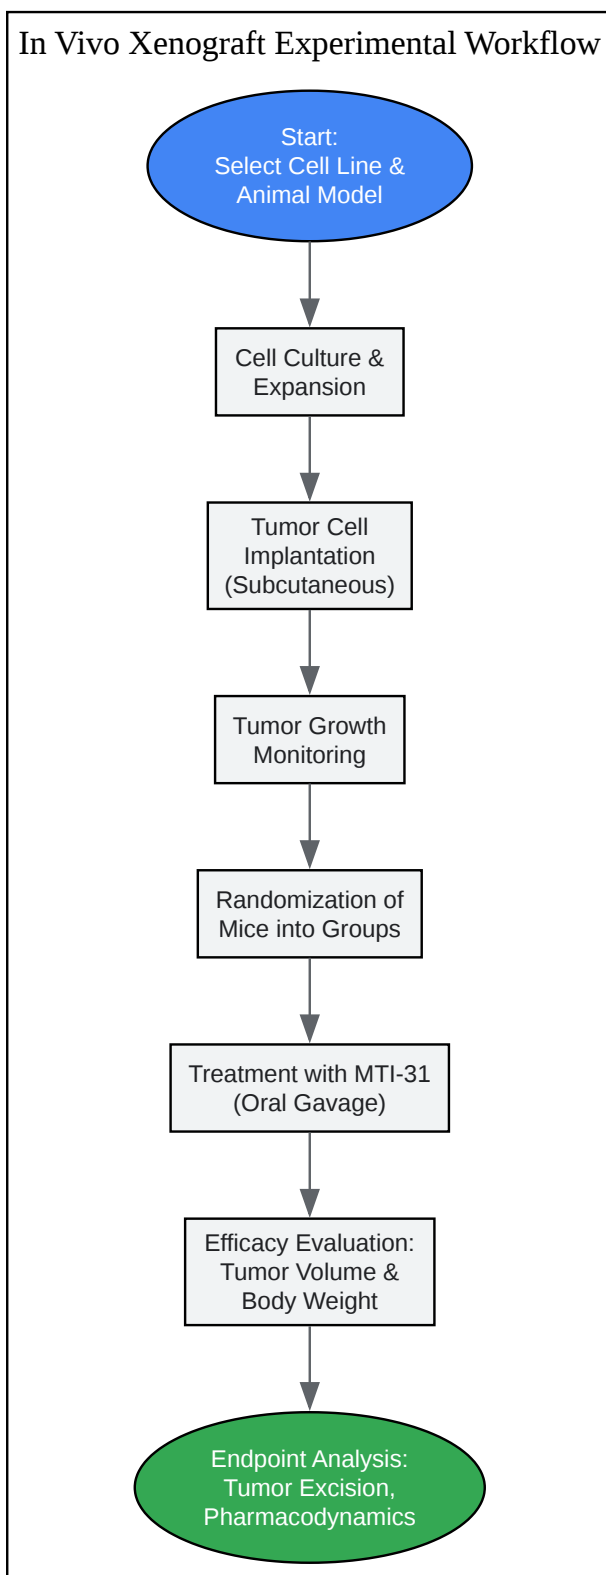 In Vivo Xenograft Experimental Workflow
Start:
Select Cell Line &
Animal Model
Cell Culture &
Expansion
Tumor Cell
Implantation
(Subcutaneous)
Tumor Growth
Monitoring
Randomization of
Mice into Groups
Treatment with MTI-31
(Oral Gavage)
Efficacy Evaluation:
Tumor Volume &
Body Weight
Endpoint Analysis:
Tumor Excision,
Pharmacodynamics